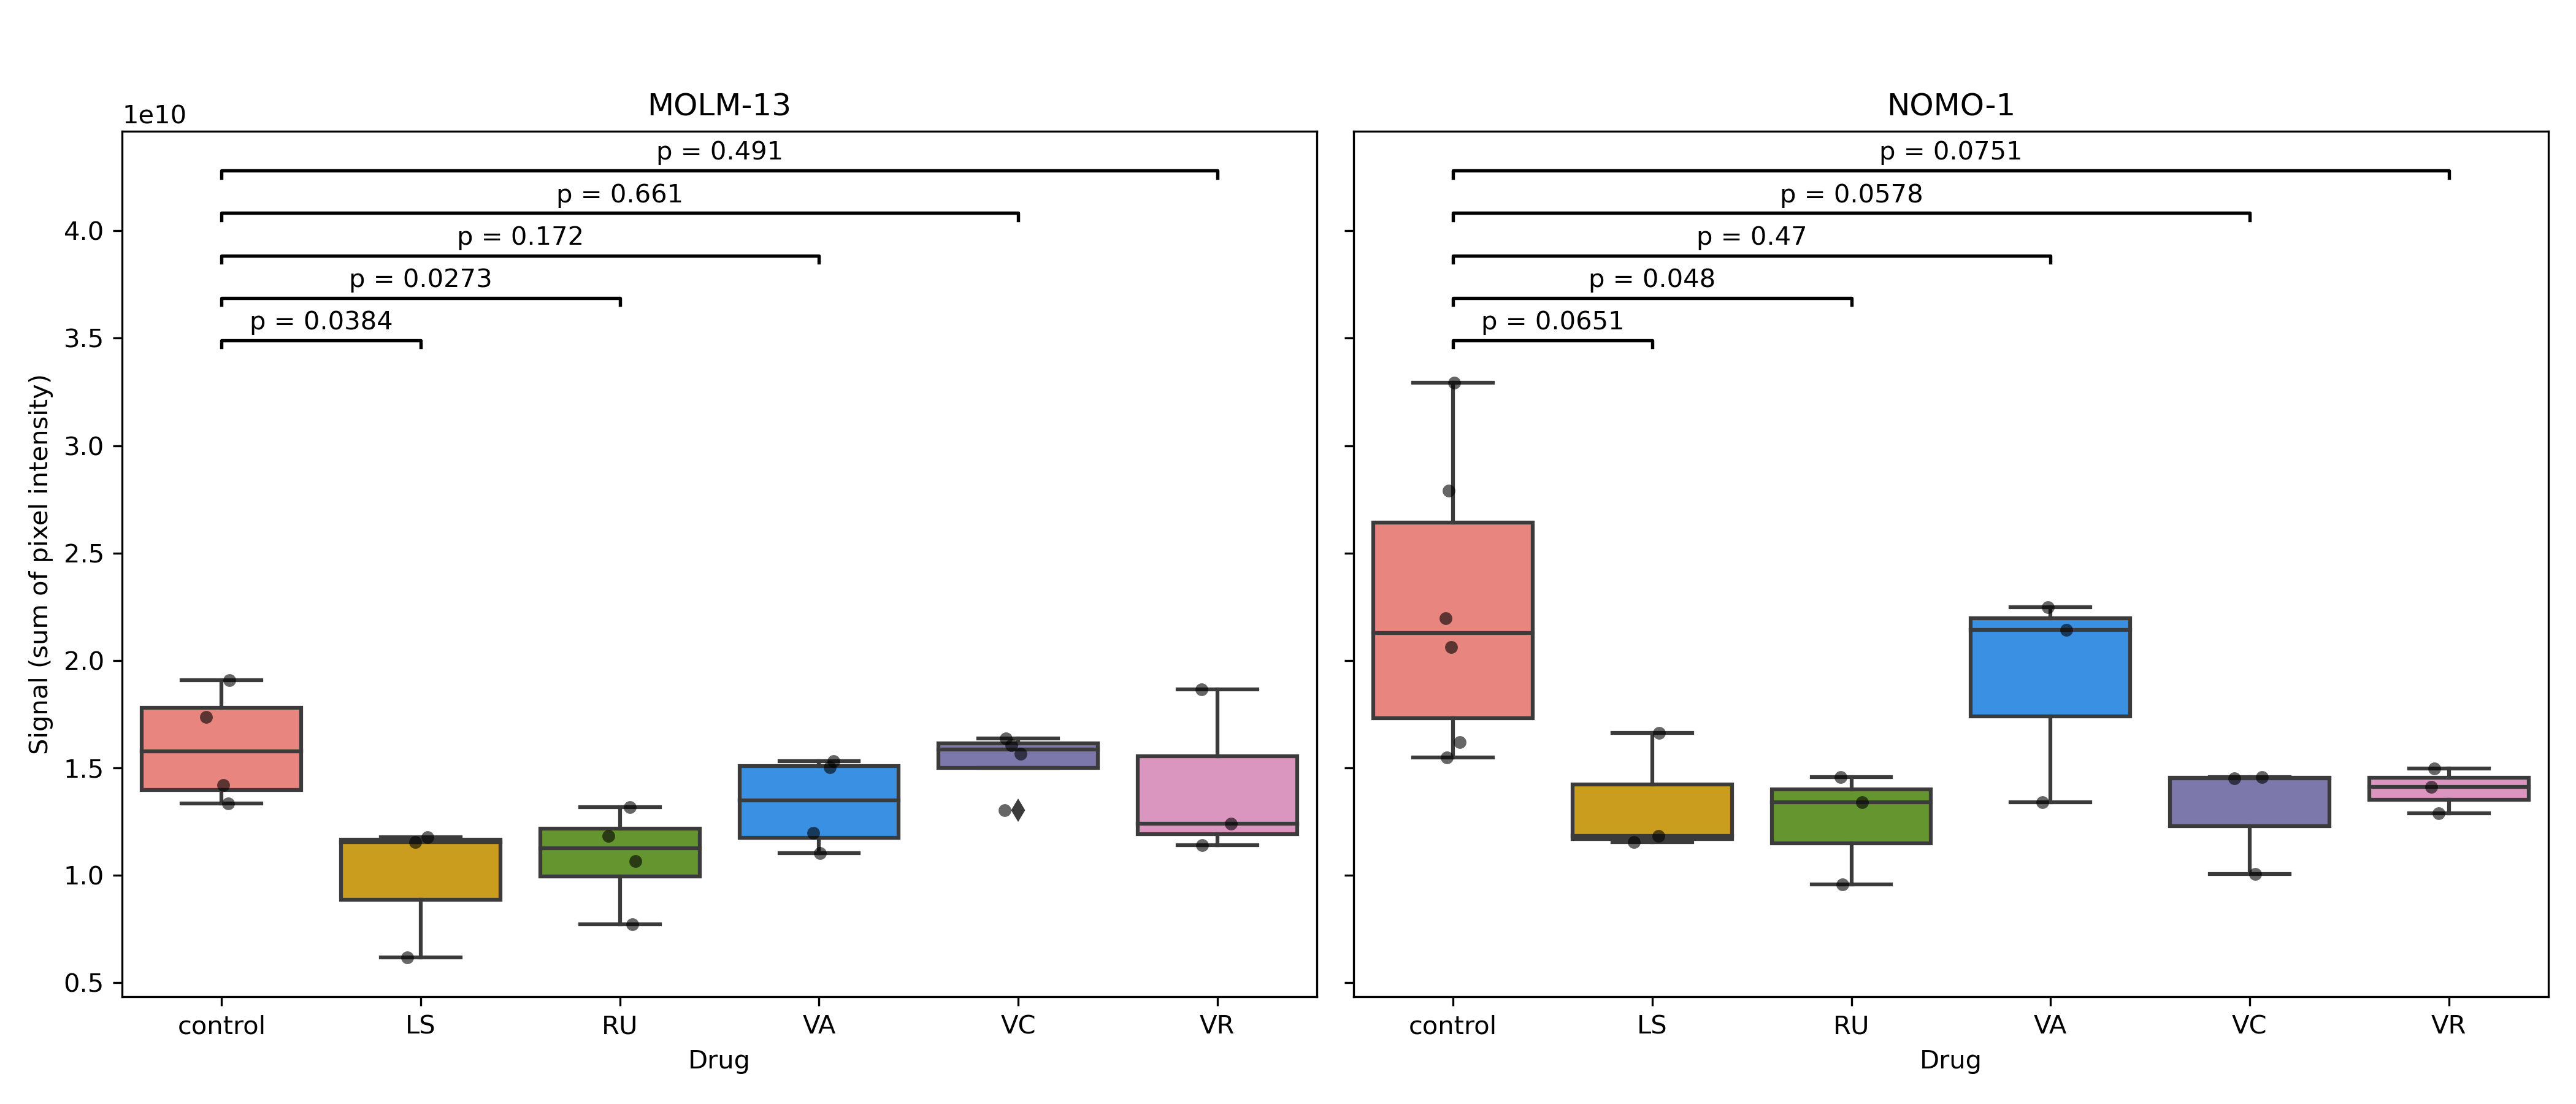 MOLM-13
1e10
p = 0.491
p = 0.661
p = 0.172
p = 0.0273
p = 0.0384
4.0
3.5
3.0
2.5
2.0
1.5
1.0
0.5
Signal (sum of pixel intensity)
control LS RU VA VC VR
Drug
NOMO-1
p = 0.0751
p = 0.0578
p = 0.47
p = 0.048
p = 0.0651
control LS RU VA VC VR
Drug